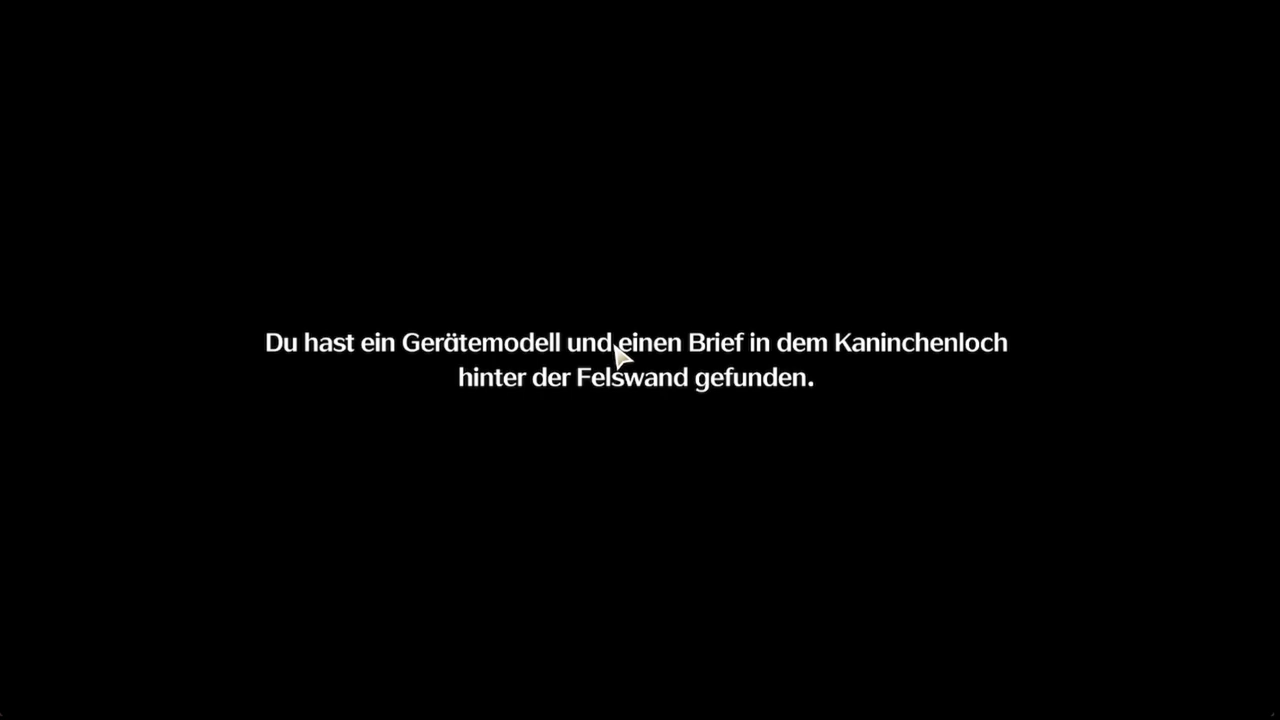 Du hast ein Gerätemodell und einen Brief in dem Kaninchenloch
hinter der Felswand gefunden.